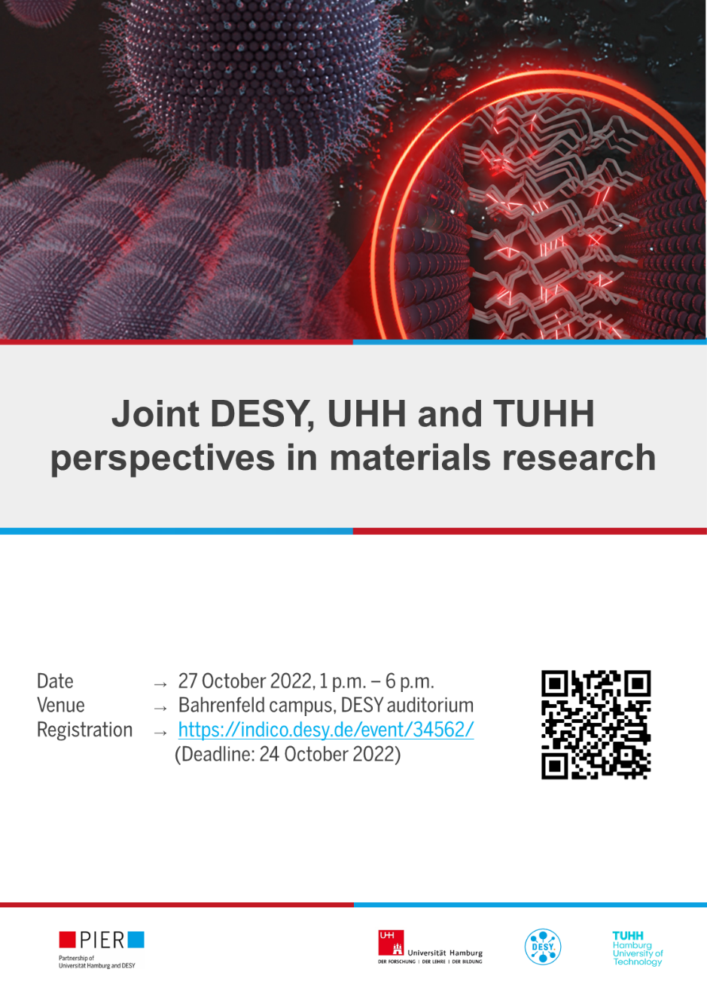 Joint DESY, UHH and TUHH
perspectives in materials research
Date → 27 October 2022, 1 p.m. – 6 p.m.
Venue → Bahrenfeld campus, DESY auditorium
Registration → https://indico.desy.de/event/34562/
(Deadline: 24 October 2022)
PIER
Partnership of
Universität Hamburg and DESY
UHH
Universität Hamburg
DER FORSCHUNG | DER LEHRE | DER BILDUNG
DESY.
TUHH
Hamburg
University of
Technology